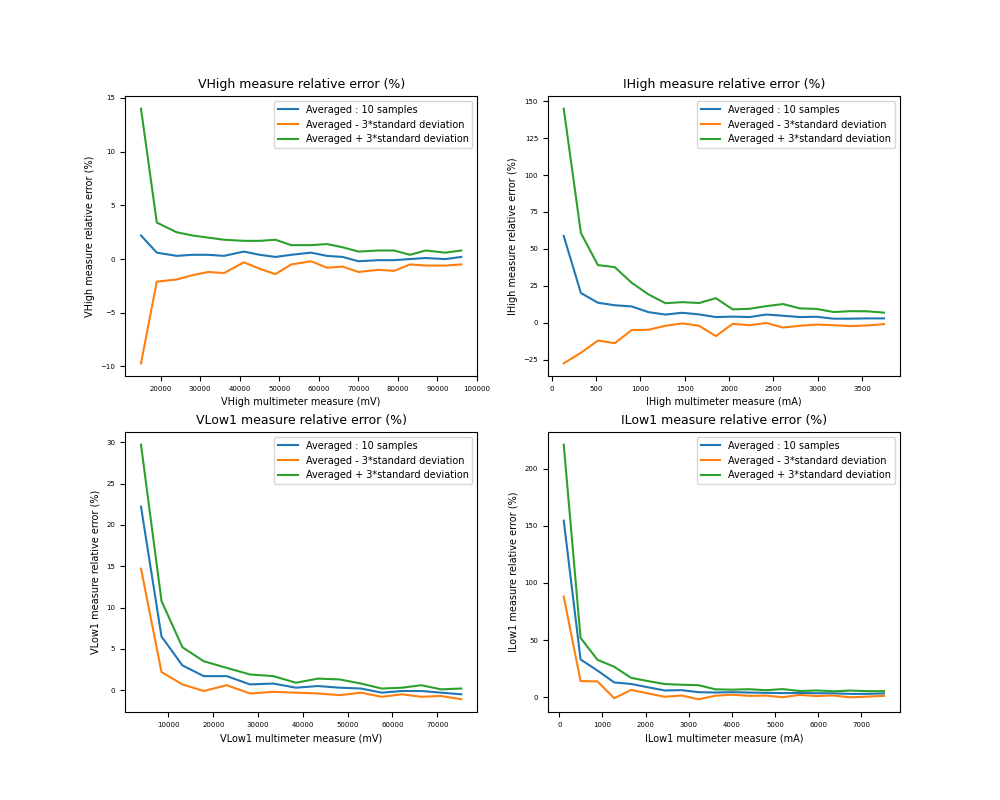 VHigh measure relative error (%)
VHigh measure relative error (%)
15
10
5
0
−5
−10
Averaged : 10 samples
Averaged - 3*standard deviation
Averaged + 3*standard deviation
20000 30000 40000 50000 60000 70000 80000 90000 100000
VHigh multimeter measure (mV)
IHigh measure relative error (%)
IHigh measure relative error (%)
150
125
100
75
50
25
0
−25
Averaged : 10 samples
Averaged - 3*standard deviation
Averaged + 3*standard deviation
0 500 1000 1500 2000 2500 3000 3500
IHigh multimeter measure (mA)
VLow1 measure relative error (%)
VLow1 measure relative error (%)
30
25
20
15
10
5
0
Averaged : 10 samples
Averaged - 3*standard deviation
Averaged + 3*standard deviation
10000 20000 30000 40000 50000 60000 70000
VLow1 multimeter measure (mV)
ILow1 measure relative error (%)
ILow1 measure relative error (%)
200
150
100
50
0
Averaged : 10 samples
Averaged - 3*standard deviation
Averaged + 3*standard deviation
0 1000 2000 3000 4000 5000 6000 7000
ILow1 multimeter measure (mA)